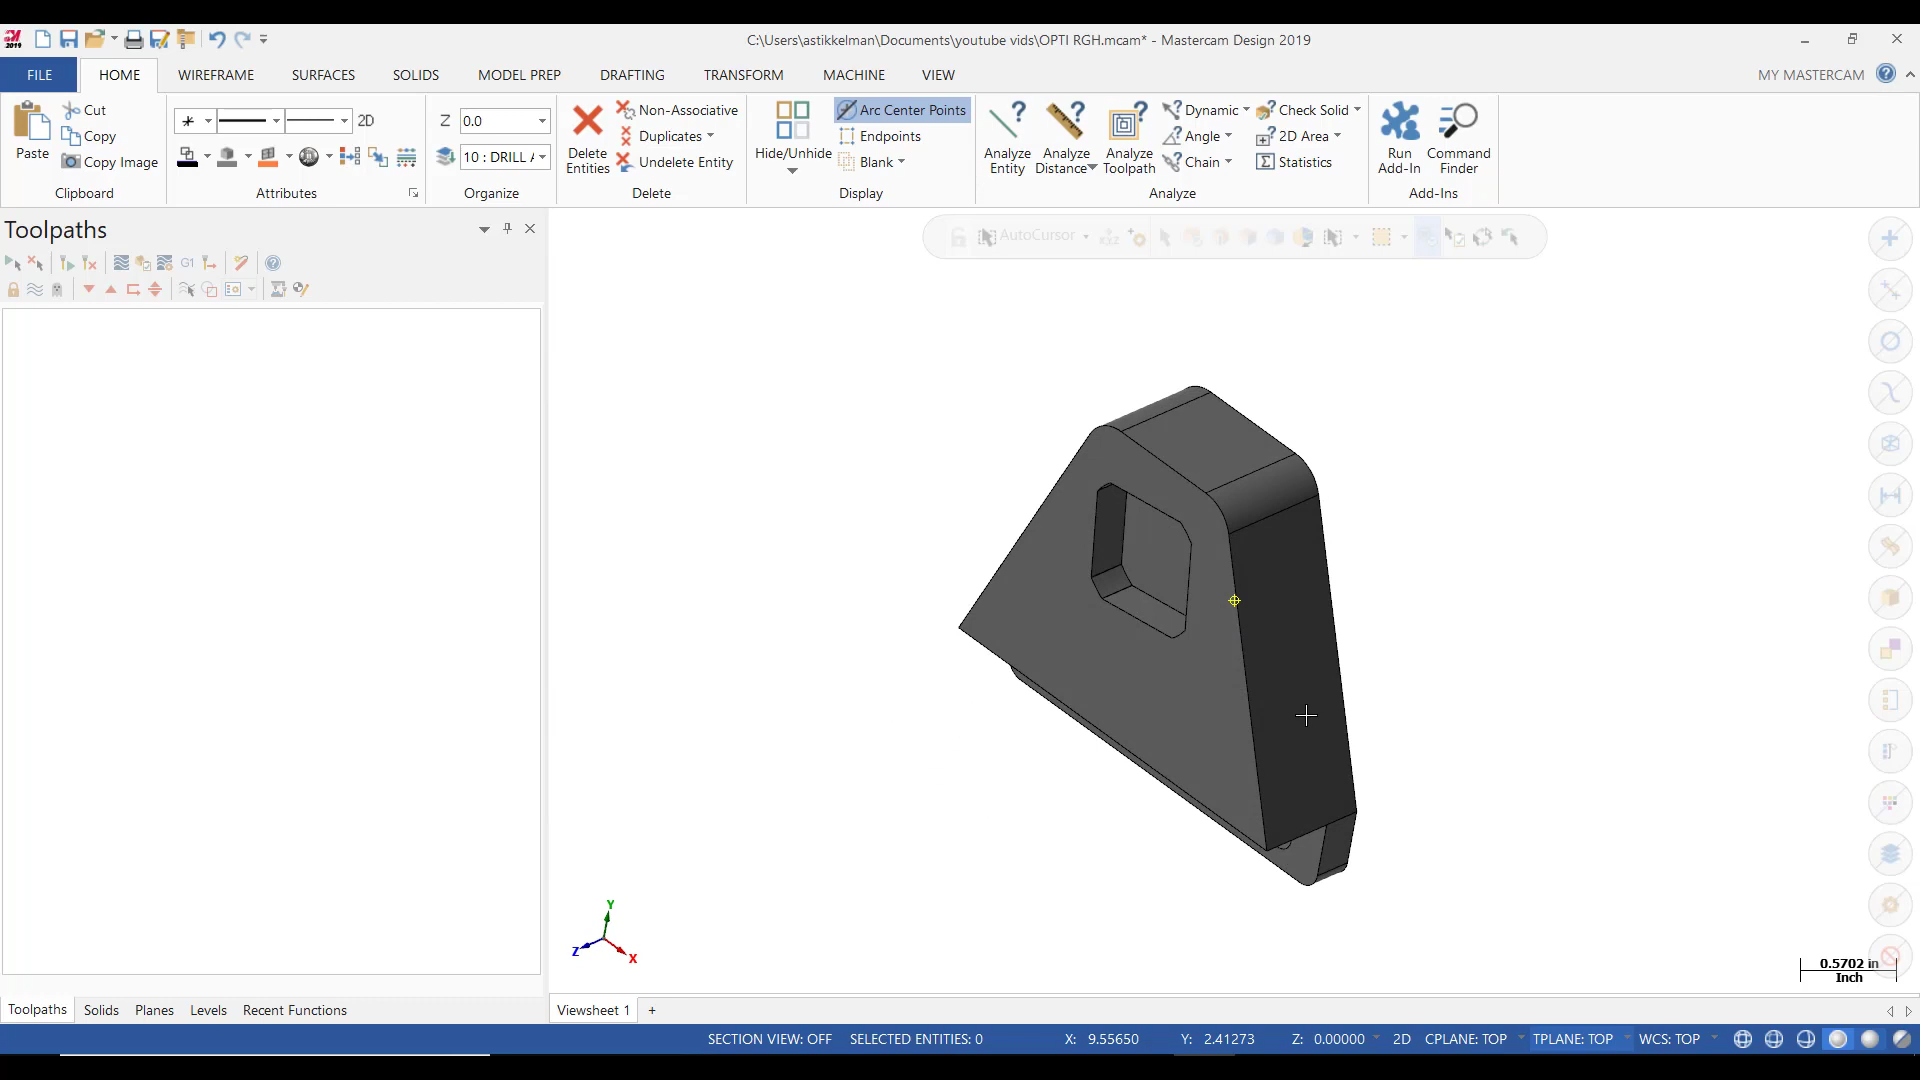 2019
C:\Users\astikkelman\Documents\youtube vids\OPTI RGH.mcam* - Mastercam Design 2019
FILE HOME WIREFRAME SURFACES SOLIDS MODEL PREP DRAFTING TRANSFORM MACHINE VIEW MY MASTERCAM
Paste
Cut
Copy
Copy Image
Clipboard
2D
Attributes
Z 0.0
10 : DRILL
Organize
Delete
Entities
Non-Associative
Duplicates
Undelete Entity
Delete
Hide/Unhide
Arc Center Points
Endpoints
Blank
Display
Analyze
Entity
Analyze
Distance
Analyze
Toolpath
Dynamic
Angle
Chain
Check Solid
2D Area
Statistics
Analyze
Run
Add-In
Command
Finder
Add-Ins
Toolpaths
G1
AutoCursor
XYZ
Y
Z
X
0.5702 in
Inch
Toolpaths Solids Planes Levels Recent Functions
Viewsheet 1 +
SECTION VIEW: OFF SELECTED ENTITIES: 0 X: 9.55650 Y: 2.41273 Z: 0.00000 2D CPLANE: TOP TPLANE: TOP WCS: TOP